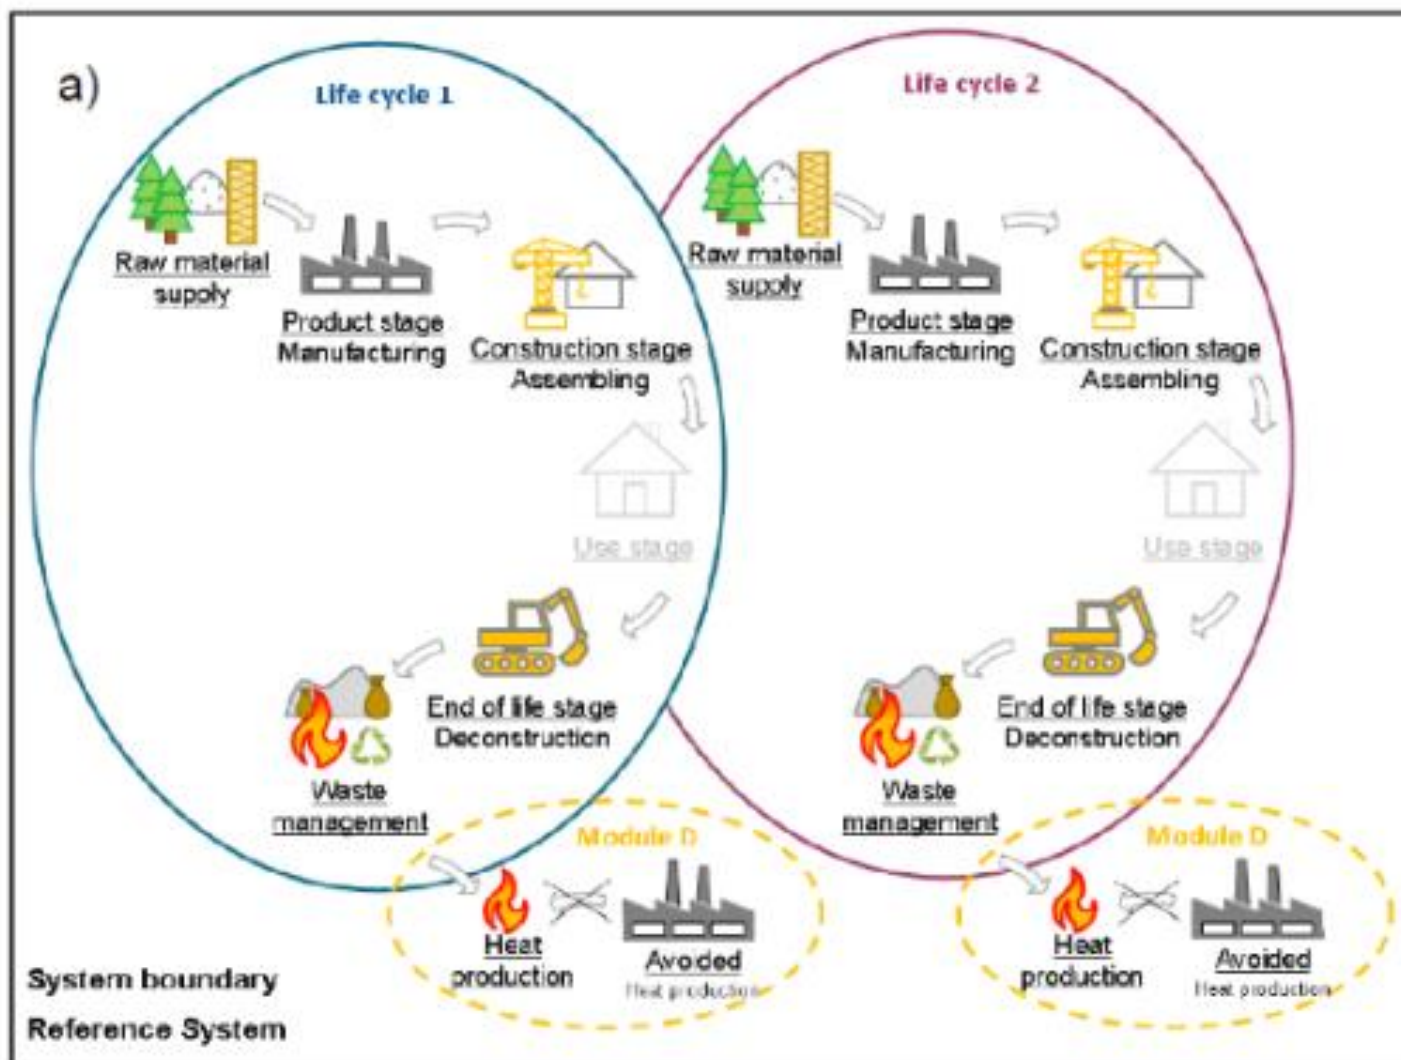 a)
Life cycle 1
Raw material
supply
Product stage
Manufacturing
Construction stage
Assembling
Use stage
End of life stage
Deconstruction
Waste
management
Module D
Heat
production
Avoided
Heat production
Life cycle 2
Raw material
supply
Product stage
Manufacturing
Construction stage
Assembling
Use stage
End of life stage
Deconstruction
Waste
management
Module D
Heat
production
Avoided
Heat production
System boundary
Reference System